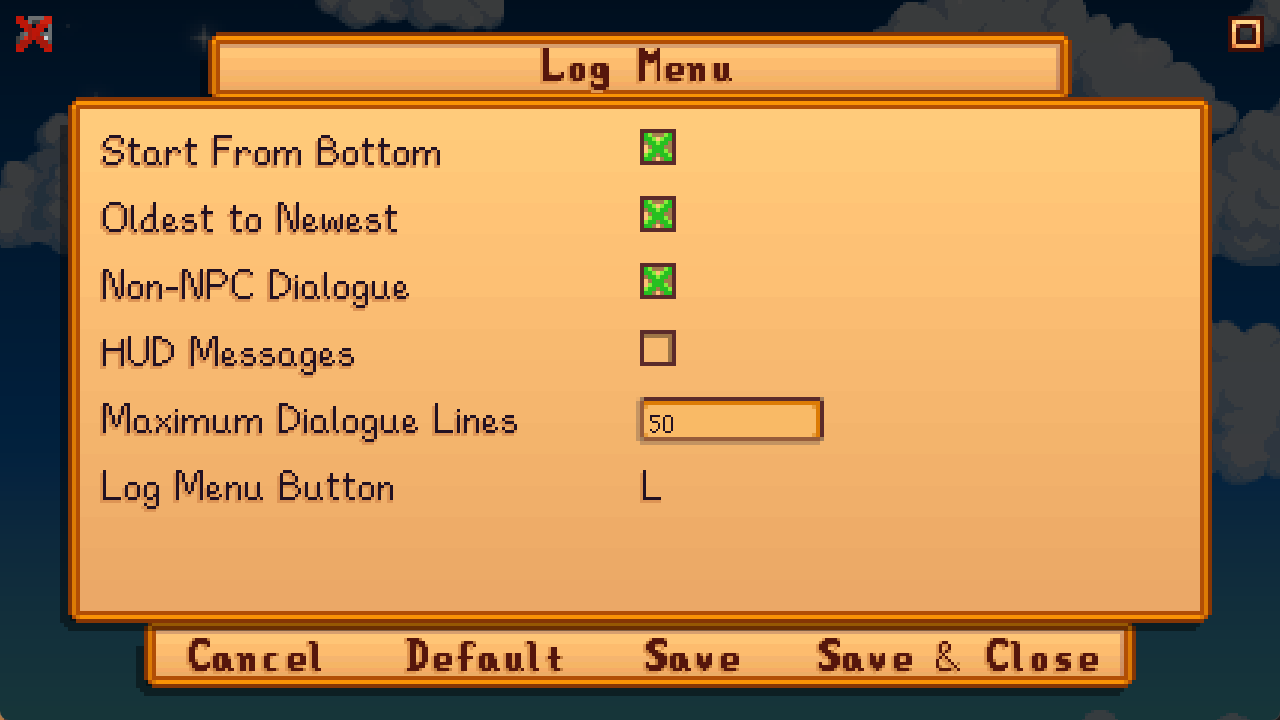 Log Menu
Start From Bottom
Oldest to Newest
Non-NPC Dialogue
HUD Messages
Maximum Dialogue Lines 50
Log Menu Button L
Cancel Default Save Save & Close